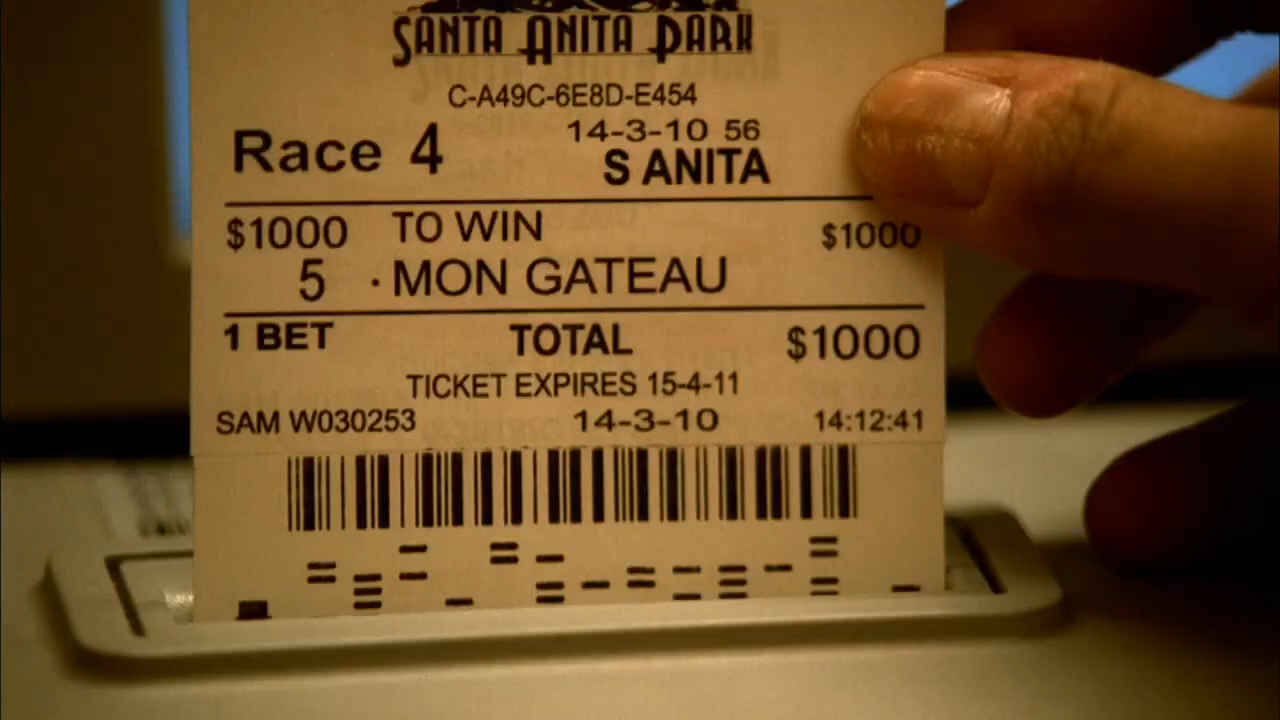 SANTA ANITA PARK
C-A49C-6E8D-E454
Race 4 14-3-10 56
S ANITA
$1000 TO WIN $1000
5 · MON GATEAU
1 BET TOTAL $1000
TICKET EXPIRES 15-4-11
SAM W030253 14-3-10 14:12:41